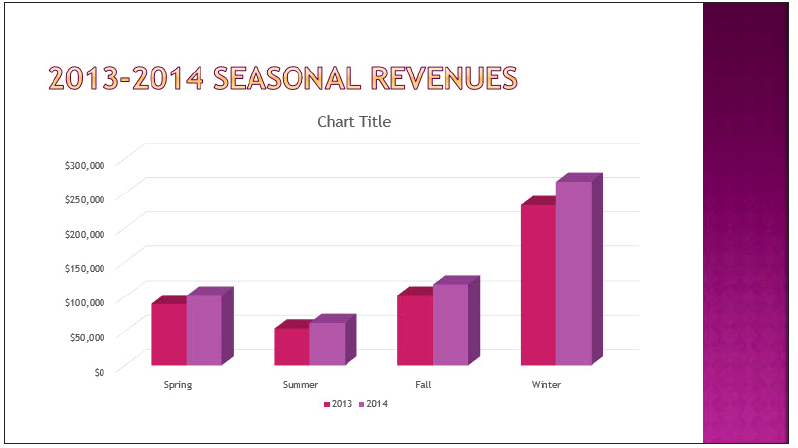 2013-2014 SEASONAL REVENUES
Chart Title
$300,000
$250,000
$200,000
$150,000
$100,000
$50,000
$0
Spring Summer Fall Winter
2013 2014